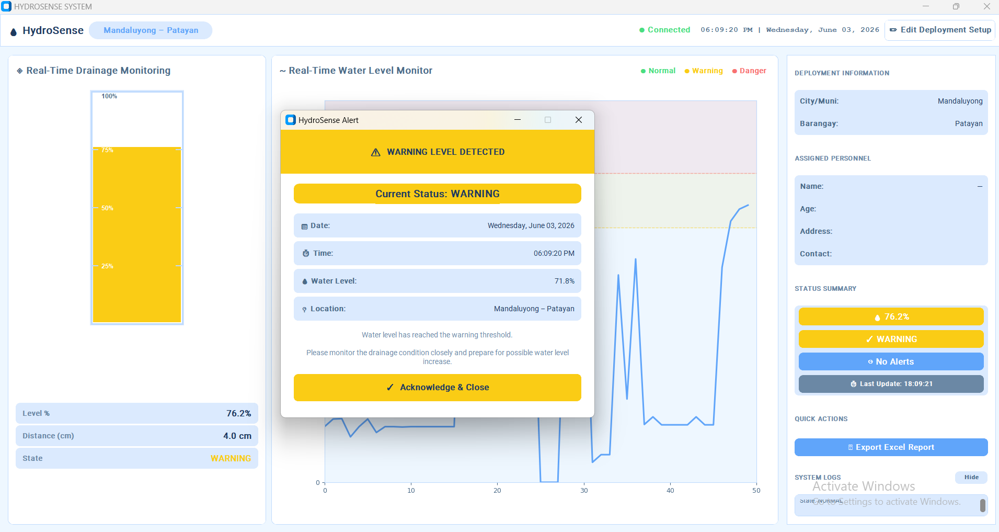 HYDROSENSE SYSTEM
HydroSense
Mandaluyong – Patayan
Connected
06:09:20 PM | Wednesday, June 03, 2026
Edit Deployment Setup
Real-Time Drainage Monitoring
100%
75%
50%
25%
Level %
76.2%
Distance (cm)
4.0 cm
State
WARNING
~ Real-Time Water Level Monitor
Normal
Warning
Danger
0
0
10
20
30
40
50
HydroSense Alert
WARNING LEVEL DETECTED
Current Status: WARNING
Date:
Wednesday, June 03, 2026
Time:
06:09:20 PM
Water Level:
71.8%
Location:
Mandaluyong – Patayan
Water level has reached the warning threshold.
Please monitor the drainage condition closely and prepare for possible water level
increase.
✓ Acknowledge & Close
DEPLOYMENT INFORMATION
City/Muni:
Mandaluyong
Barangay:
Patayan
ASSIGNED PERSONNEL
Name:
–
Age:
Address:
Contact:
STATUS SUMMARY
76.2%
✓ WARNING
No Alerts
Last Update: 18:09:21
QUICK ACTIONS
Export Excel Report
SYSTEM LOGS
Hide
State: NORMAL
Activate Windows
Go to Settings to activate Windows.